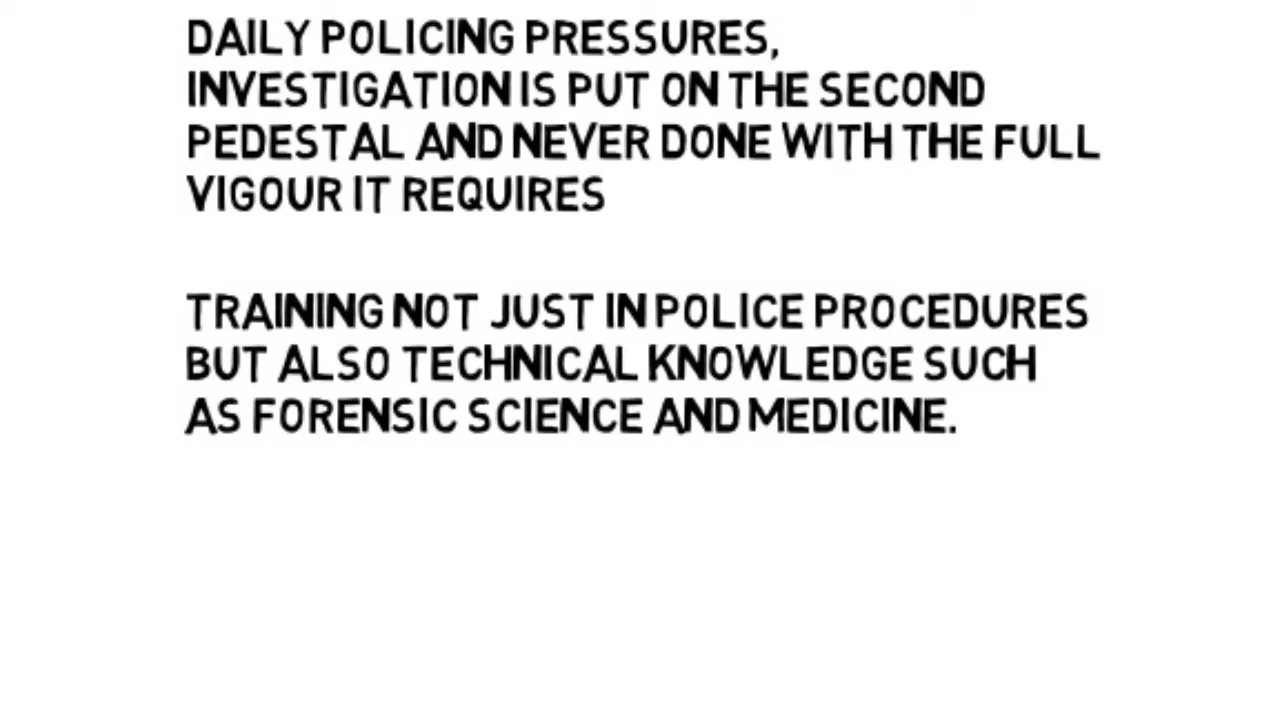 DAILY POLICING PRESSURES,
INVESTIGATION IS PUT ON THE SECOND
PEDESTAL AND NEVER DONE WITH THE FULL
VIGOUR IT REQUIRES
TRAINING NOT JUST IN POLICE PROCEDURES
BUT ALSO TECHNICAL KNOWLEDGE SUCH
AS FORENSIC SCIENCE AND MEDICINE.